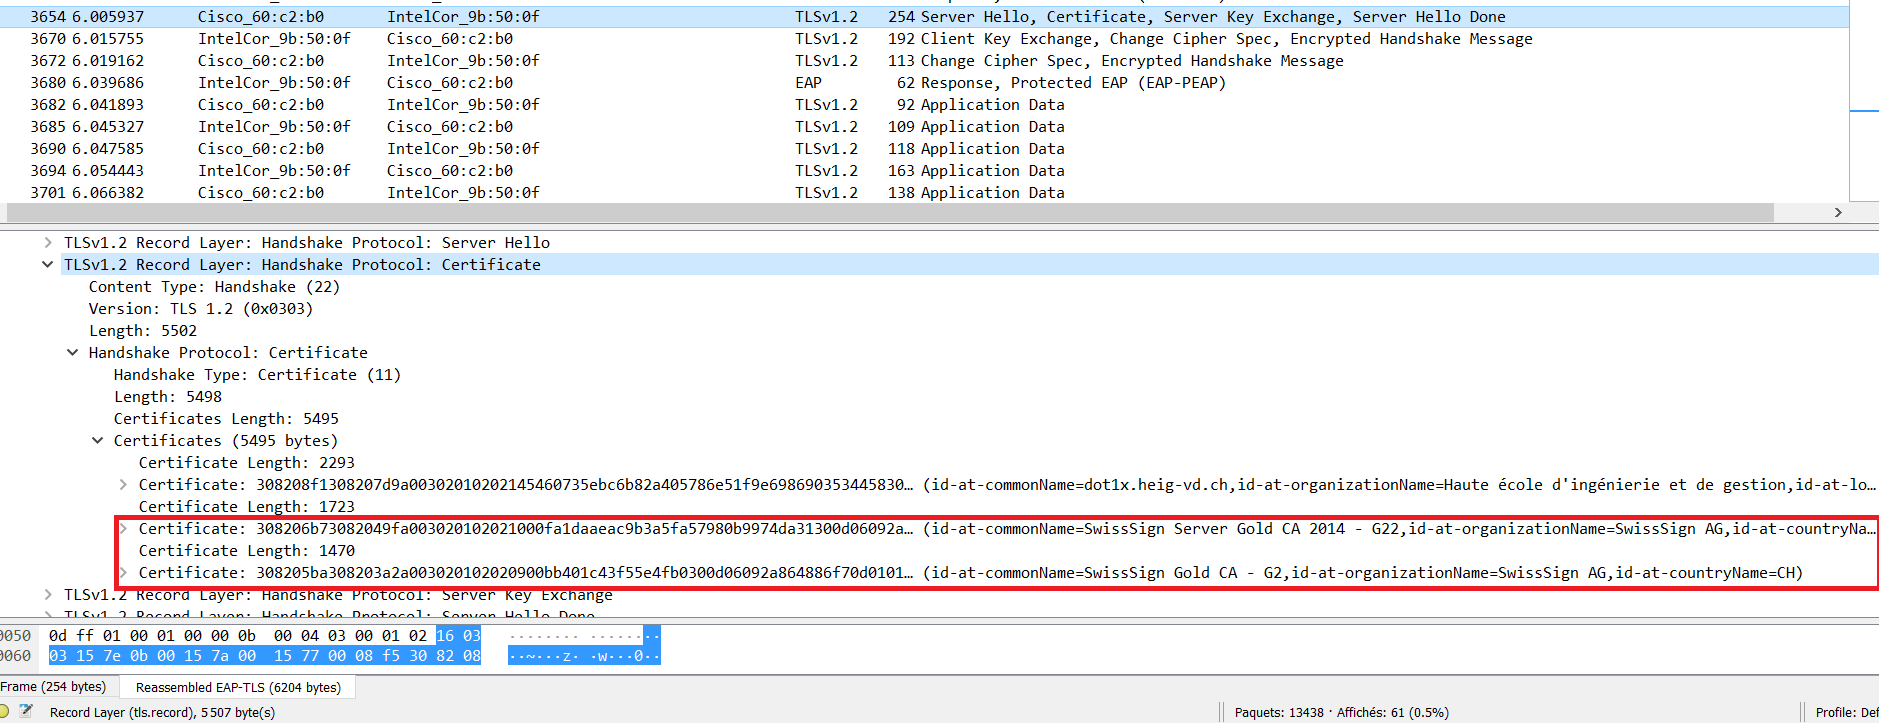 3654 6.005937 Cisco_60:c2:b0 IntelCor_9b:50:0f TLSv1.2 254 Server Hello, Certificate, Server Key Exchange, Server Hello Done
3670 6.015755 IntelCor_9b:50:0f Cisco_60:c2:b0 TLSv1.2 192 Client Key Exchange, Change Cipher Spec, Encrypted Handshake Message
3672 6.019162 Cisco_60:c2:b0 IntelCor_9b:50:0f TLSv1.2 113 Change Cipher Spec, Encrypted Handshake Message
3680 6.039686 IntelCor_9b:50:0f Cisco_60:c2:b0 EAP 62 Response, Protected EAP (EAP-PEAP)
3682 6.041893 Cisco_60:c2:b0 IntelCor_9b:50:0f TLSv1.2 92 Application Data
3685 6.045327 IntelCor_9b:50:0f Cisco_60:c2:b0 TLSv1.2 109 Application Data
3690 6.047585 Cisco_60:c2:b0 IntelCor_9b:50:0f TLSv1.2 118 Application Data
3694 6.054443 IntelCor_9b:50:0f Cisco_60:c2:b0 TLSv1.2 163 Application Data
3701 6.066382 Cisco_60:c2:b0 IntelCor_9b:50:0f TLSv1.2 138 Application Data
TLSv1.2 Record Layer: Handshake Protocol: Server Hello
TLSv1.2 Record Layer: Handshake Protocol: Certificate
Content Type: Handshake (22)
Version: TLS 1.2 (0x0303)
Length: 5502
Handshake Protocol: Certificate
Handshake Type: Certificate (11)
Length: 5498
Certificates Length: 5495
Certificates (5495 bytes)
Certificate Length: 2293
Certificate: 308208f1308207d9a00302010202145460735ebc6b82a405786e51f9e698690353445830… (id-at-commonName=dot1x.heig-vd.ch,id-at-organizationName=Haute école d'ingénierie et de gestion,id-at-lo…
Certificate Length: 1723
Certificate: 308206b73082049fa003020102021000fa1daaeac9b3a5fa57980b9974da31300d06092a… (id-at-commonName=SwissSign Server Gold CA 2014 - G22,id-at-organizationName=SwissSign AG,id-at-countryNa…
Certificate Length: 1470
Certificate: 308205ba308203a2a003020102020900bb401c43f55e4fb0300d06092a864886f70d0101… (id-at-commonName=SwissSign Gold CA - G2,id-at-organizationName=SwissSign AG,id-at-countryName=CH)
TLSv1.2 Record Layer: Handshake Protocol: Server Key Exchange
TLSv1.2 Record Layer: Handshake Protocol: Server Hello Done
0050 0d ff 01 00 01 00 00 0b 00 04 03 00 01 02 16 03 ········ ········
0060 03 15 7e 0b 00 15 7a 00 15 77 00 08 f5 30 82 08 ··~···z· ·w···0··
Frame (254 bytes) Reassembled EAP-TLS (6204 bytes)
Record Layer (tls.record), 5 507 byte(s) Paquets: 13438 · Affichés: 61 (0.5%) Profile: Def